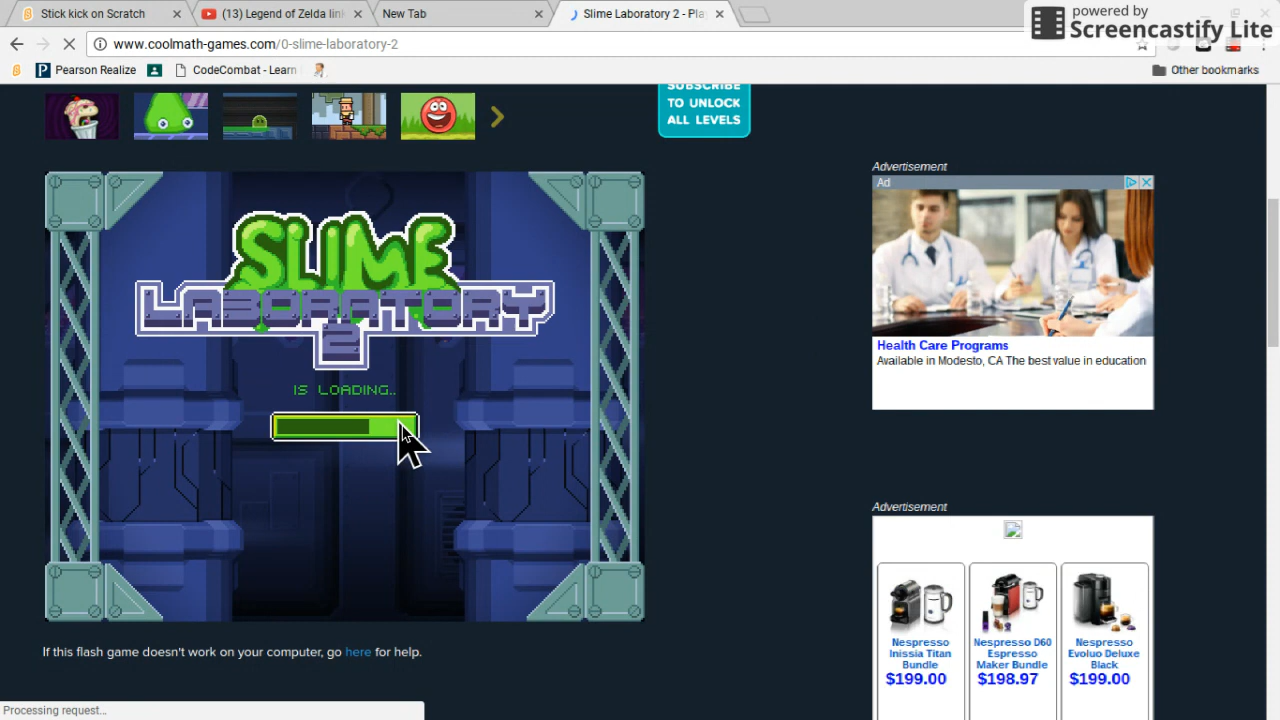 Stick kick on Scratch
(13) Legend of Zelda lin
New Tab
Slime Laboratory 2 - Pla
powered by
Screencastify Lite
www.coolmath-games.com/0-slime-laboratory-2
Pearson Realize
CodeCombat - Learn
Other bookmarks
SUBSCRIBE
TO UNLOCK
ALL LEVELS
Advertisement
Ad
SLIME
LABORATORY
2
IS LOADING..
Health Care Programs
Available in Modesto, CA The best value in education
Advertisement
Nespresso
Inissia Titan
Bundle
$199.00
Nespresso D60
Espresso
Maker Bundle
$198.97
Nespresso
Evoluo Deluxe
Black
$199.00
If this flash game doesn't work on your computer, go here for help.
Processing request...